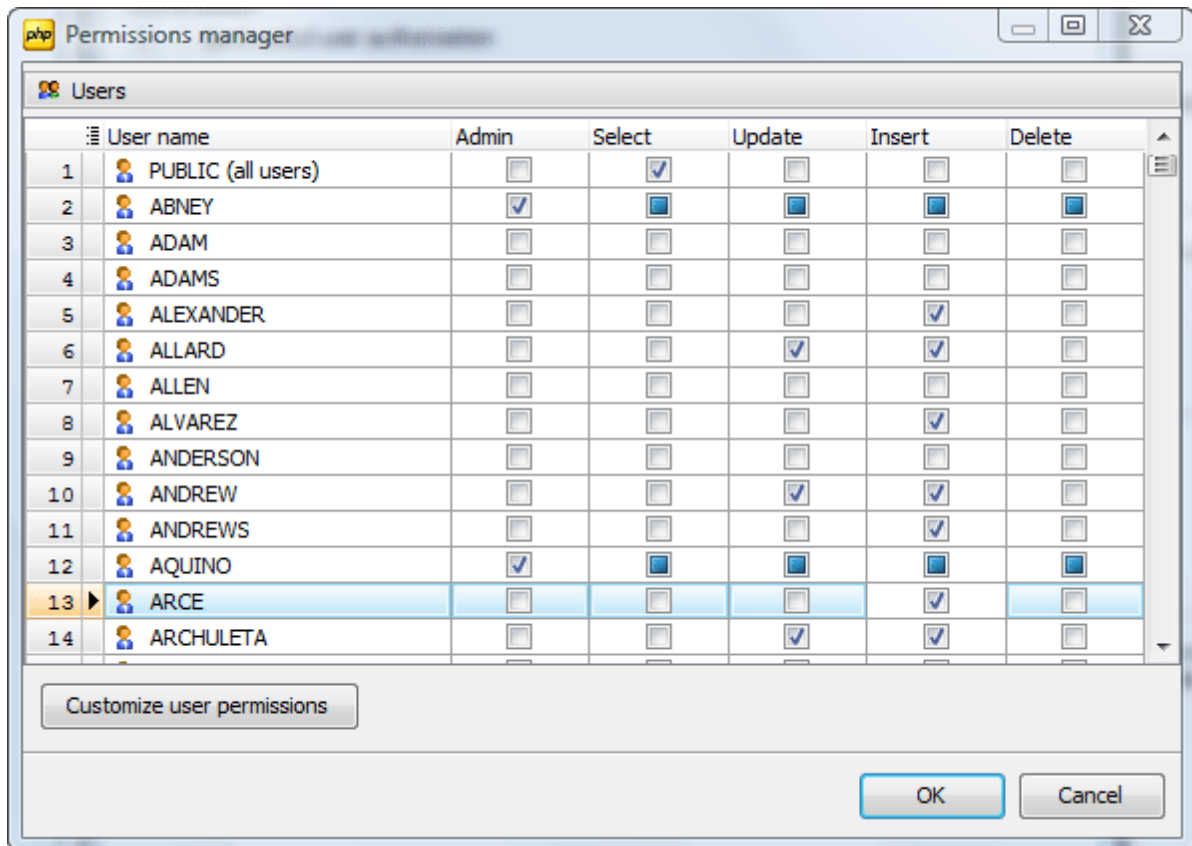 php Permissions manager
Users
User name Admin Select Update Insert Delete
1 PUBLIC (all users)
2 ABNEY
3 ADAM
4 ADAMS
5 ALEXANDER
6 ALLARD
7 ALLEN
8 ALVAREZ
9 ANDERSON
10 ANDREW
11 ANDREWS
12 AQUINO
13 ARCE
14 ARCHULETA
Customize user permissions
OK Cancel